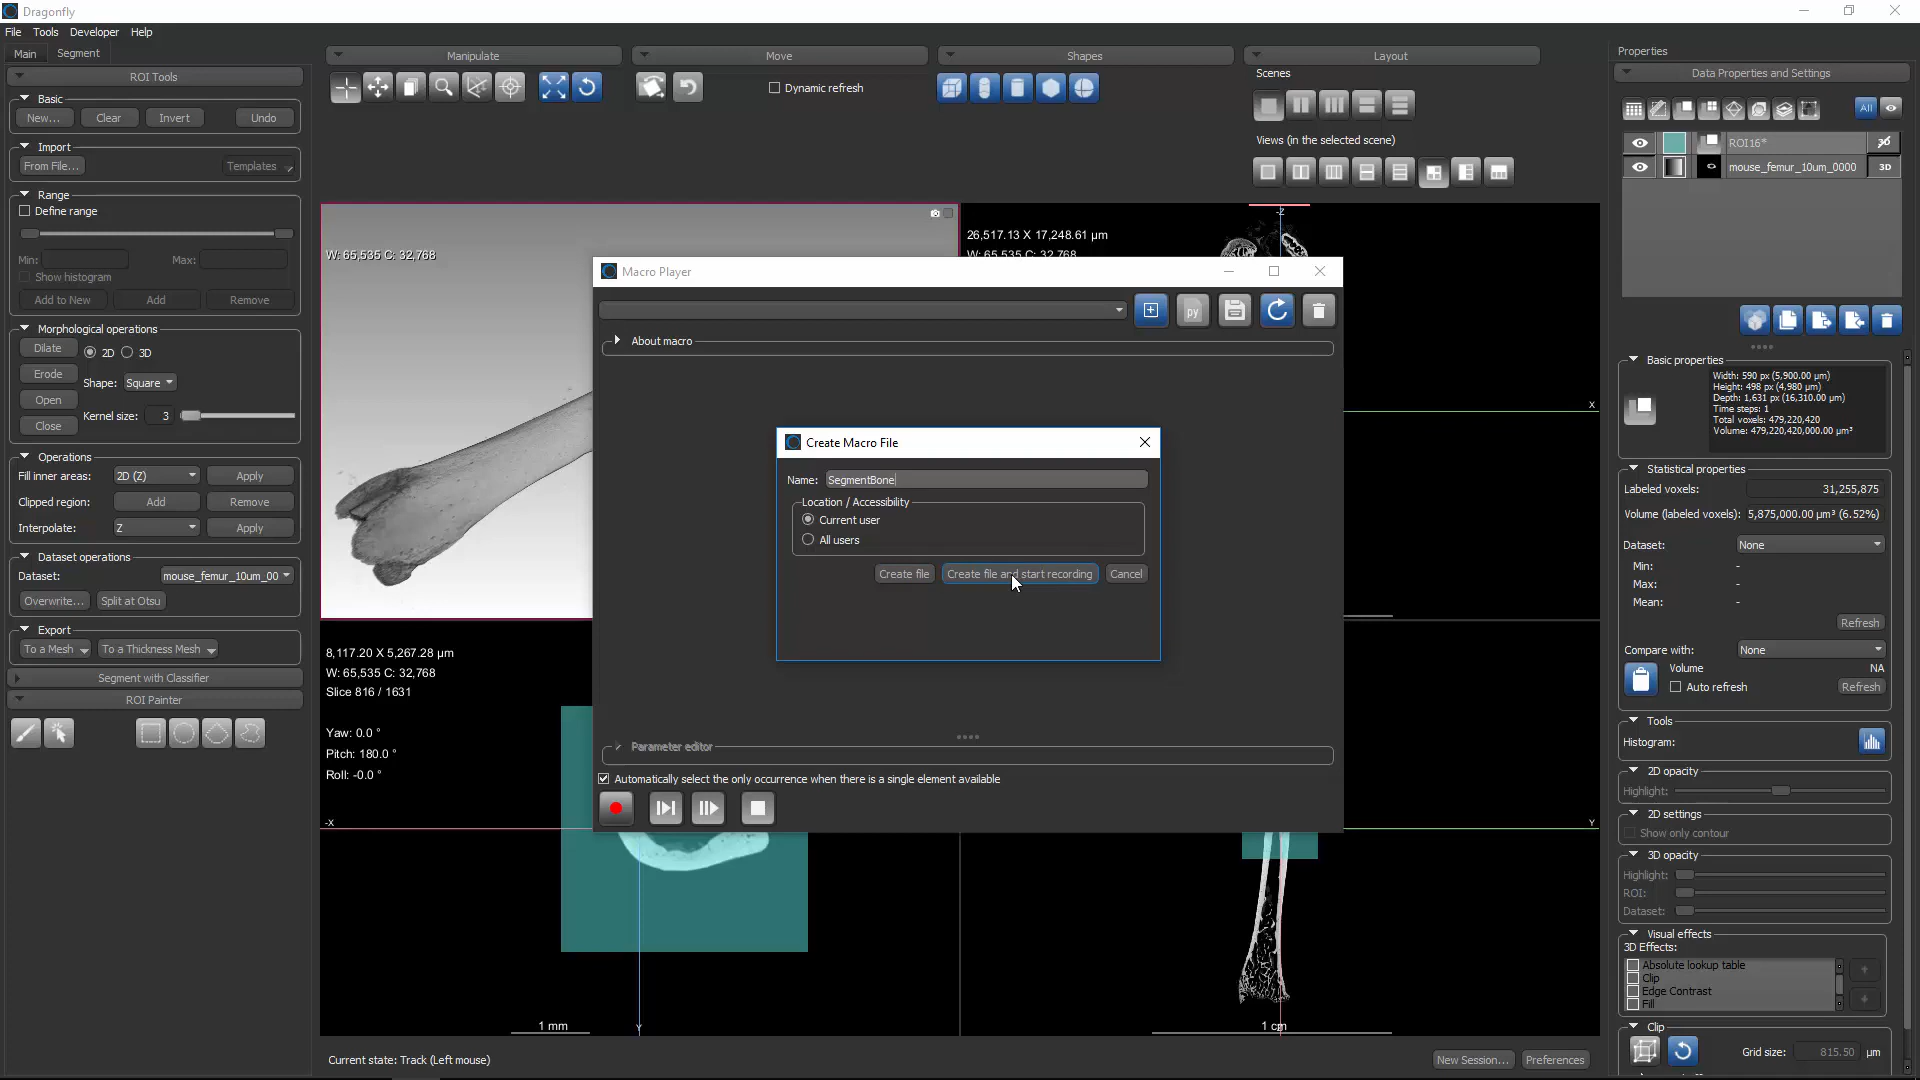 Dragonfly
File Tools Developer Help
Main Segment
ROI Tools
Basic
New... Clear Invert Undo
Import
From File... Templates
Range
Define range
Min: Max:
Show histogram
Add to New Add Remove
Morphological operations
Dilate 2D 3D
Erode Shape: Square
Open
Kernel size: 3
Close
Operations
Fill inner areas: 2D (Z) Apply
Clipped region: Add Remove
Interpolate: Z Apply
Dataset operations
Dataset: mouse_femur_10um_00
Overwrite... Split at Otsu
Export
To a Mesh To a Thickness Mesh
Segment with Classifier
ROI Painter
Manipulate
Move
Dynamic refresh
Shapes
Layout
Scenes
Views (in the selected scene)
W: 65,535 C: 32,768
26,517.13 X 17,248.61 µm
W: 65,535 C: 32,768
-Z
X
Macro Player
py
About macro
Create Macro File
Name: SegmentBone
Location / Accessibility
Current user
All users
Create file Create file and start recording Cancel
Parameter editor
Automatically select the only occurrence when there is a single element available
8,117.20 X 5,267.28 µm
W: 65,535 C: 32,768
Slice 816 / 1631
Yaw: 0.0 °
Pitch: 180.0 °
Roll: -0.0 °
-X
Y
1 mm
Y
1 cm
Current state: Track (Left mouse)
New Session... Preferences
Properties
Data Properties and Settings
All
ROI16*
mouse_femur_10um_0000 3D
Basic properties
Width: 590 px (5,900.00 µm)
Height: 498 px (4,980 µm)
Depth: 1,631 px (16,310.00 µm)
Time steps: 1
Total voxels: 479,220,420
Volume: 479,220,420,000.00 µm³
Statistical properties
Labeled voxels: 31,255,875
Volume (labeled voxels): 5,875,000.00 µm³ (6.52%)
Dataset: None
Min: -
Max: -
Mean: -
Refresh
Compare with: None
Volume NA
Auto refresh Refresh
Tools
Histogram:
2D opacity
Highlight:
2D settings
Show only contour
3D opacity
Highlight:
ROI:
Dataset:
Visual effects
3D Effects:
Absolute lookup table
Clip
Edge Contrast
Fill
Clip
Grid size: 815.50 µm